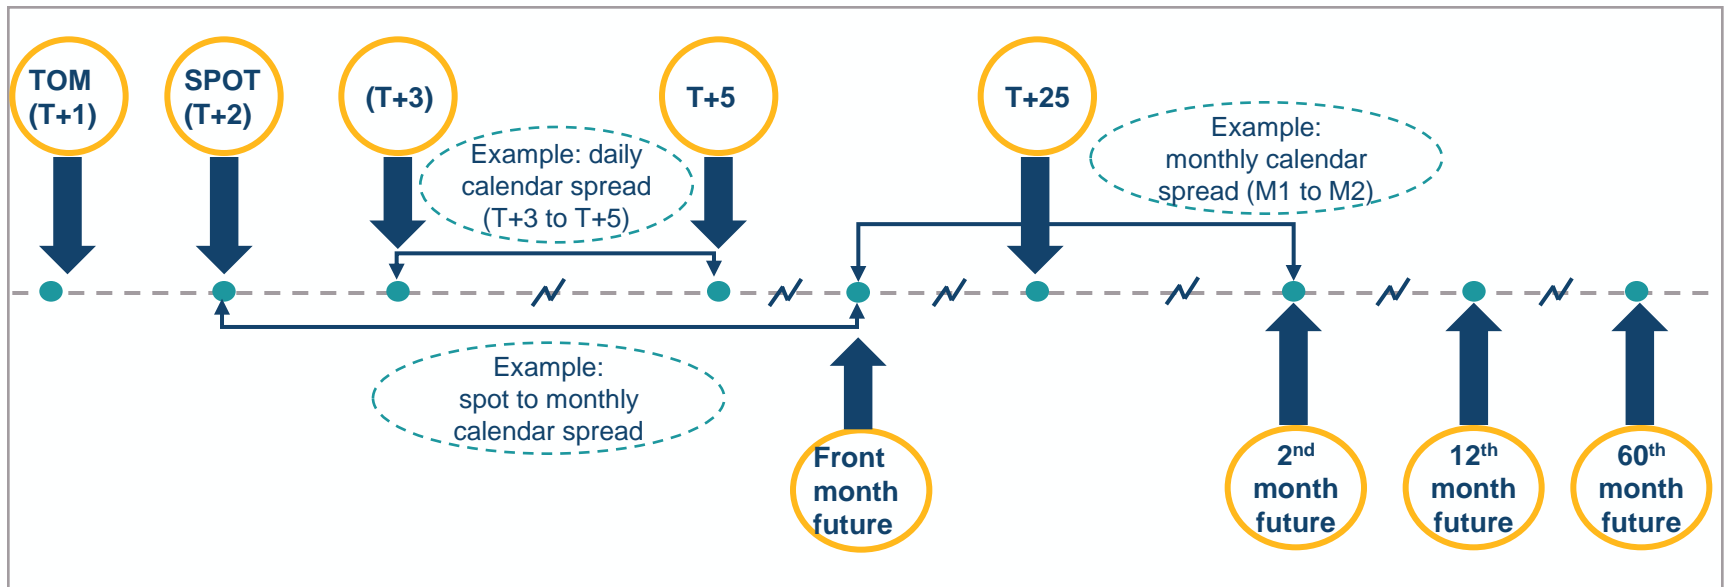 TOM
(T+1)
SPOT
(T+2)
(T+3)
T+5
T+25
Example: daily
calendar spread
(T+3 to T+5)
Example:
monthly calendar
spread (M1 to M2)
Example:
spot to monthly
calendar spread
Front
month
future
2nd
month
future
12th
month
future
60th
month
future